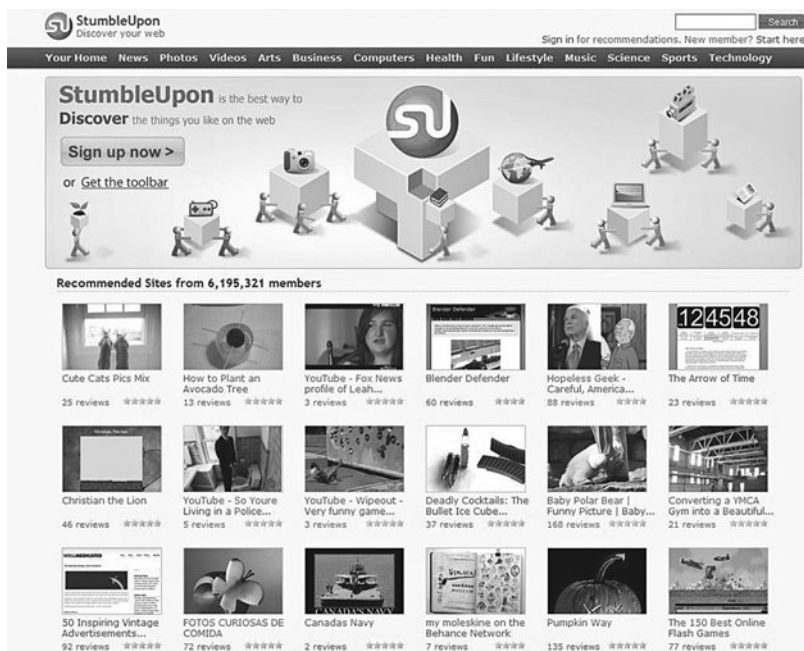 StumbleUpon
Discover your web
Search
Sign in for recommendations. New member? Start here
Your Home News Photos Videos Arts Business Computers Health Fun Lifestyle Music Science Sports Technology
StumbleUpon is the best way to
Discover the things you like on the web
Sign up now >
or Get the toolbar
Recommended Sites from 6,195,321 members
Blender Defender
124548
Cute Cats Pics Mix
25 reviews
How to Plant an
Avocado Tree
13 reviews
YouTube - Fox News
profile of Leah...
3 reviews
Blender Defender
60 reviews
Hopeless Geek -
Careful, America...
88 reviews
The Arrow of Time
23 reviews
Christian the Lion
46 reviews
YouTube - So Youre
Living in a Police...
5 reviews
YouTube - Wipeout -
Very funny game...
3 reviews
Deadly Cocktails: The
Bullet Ice Cube...
37 reviews
Baby Polar Bear |
Funny Picture | Baby...
168 reviews
Converting a YMCA
Gym into a Beautiful...
21 reviews
WELLMEDICATED
CANADA'S NAVY
50 Inspiring Vintage
Advertisements...
92 reviews
FOTOS CURIOSAS DE
COMIDA
72 reviews
Canadas Navy
2 reviews
my moleskine on the
Behance Network
7 reviews
Pumpkin Way
135 reviews
The 150 Best Online
Flash Games
77 reviews